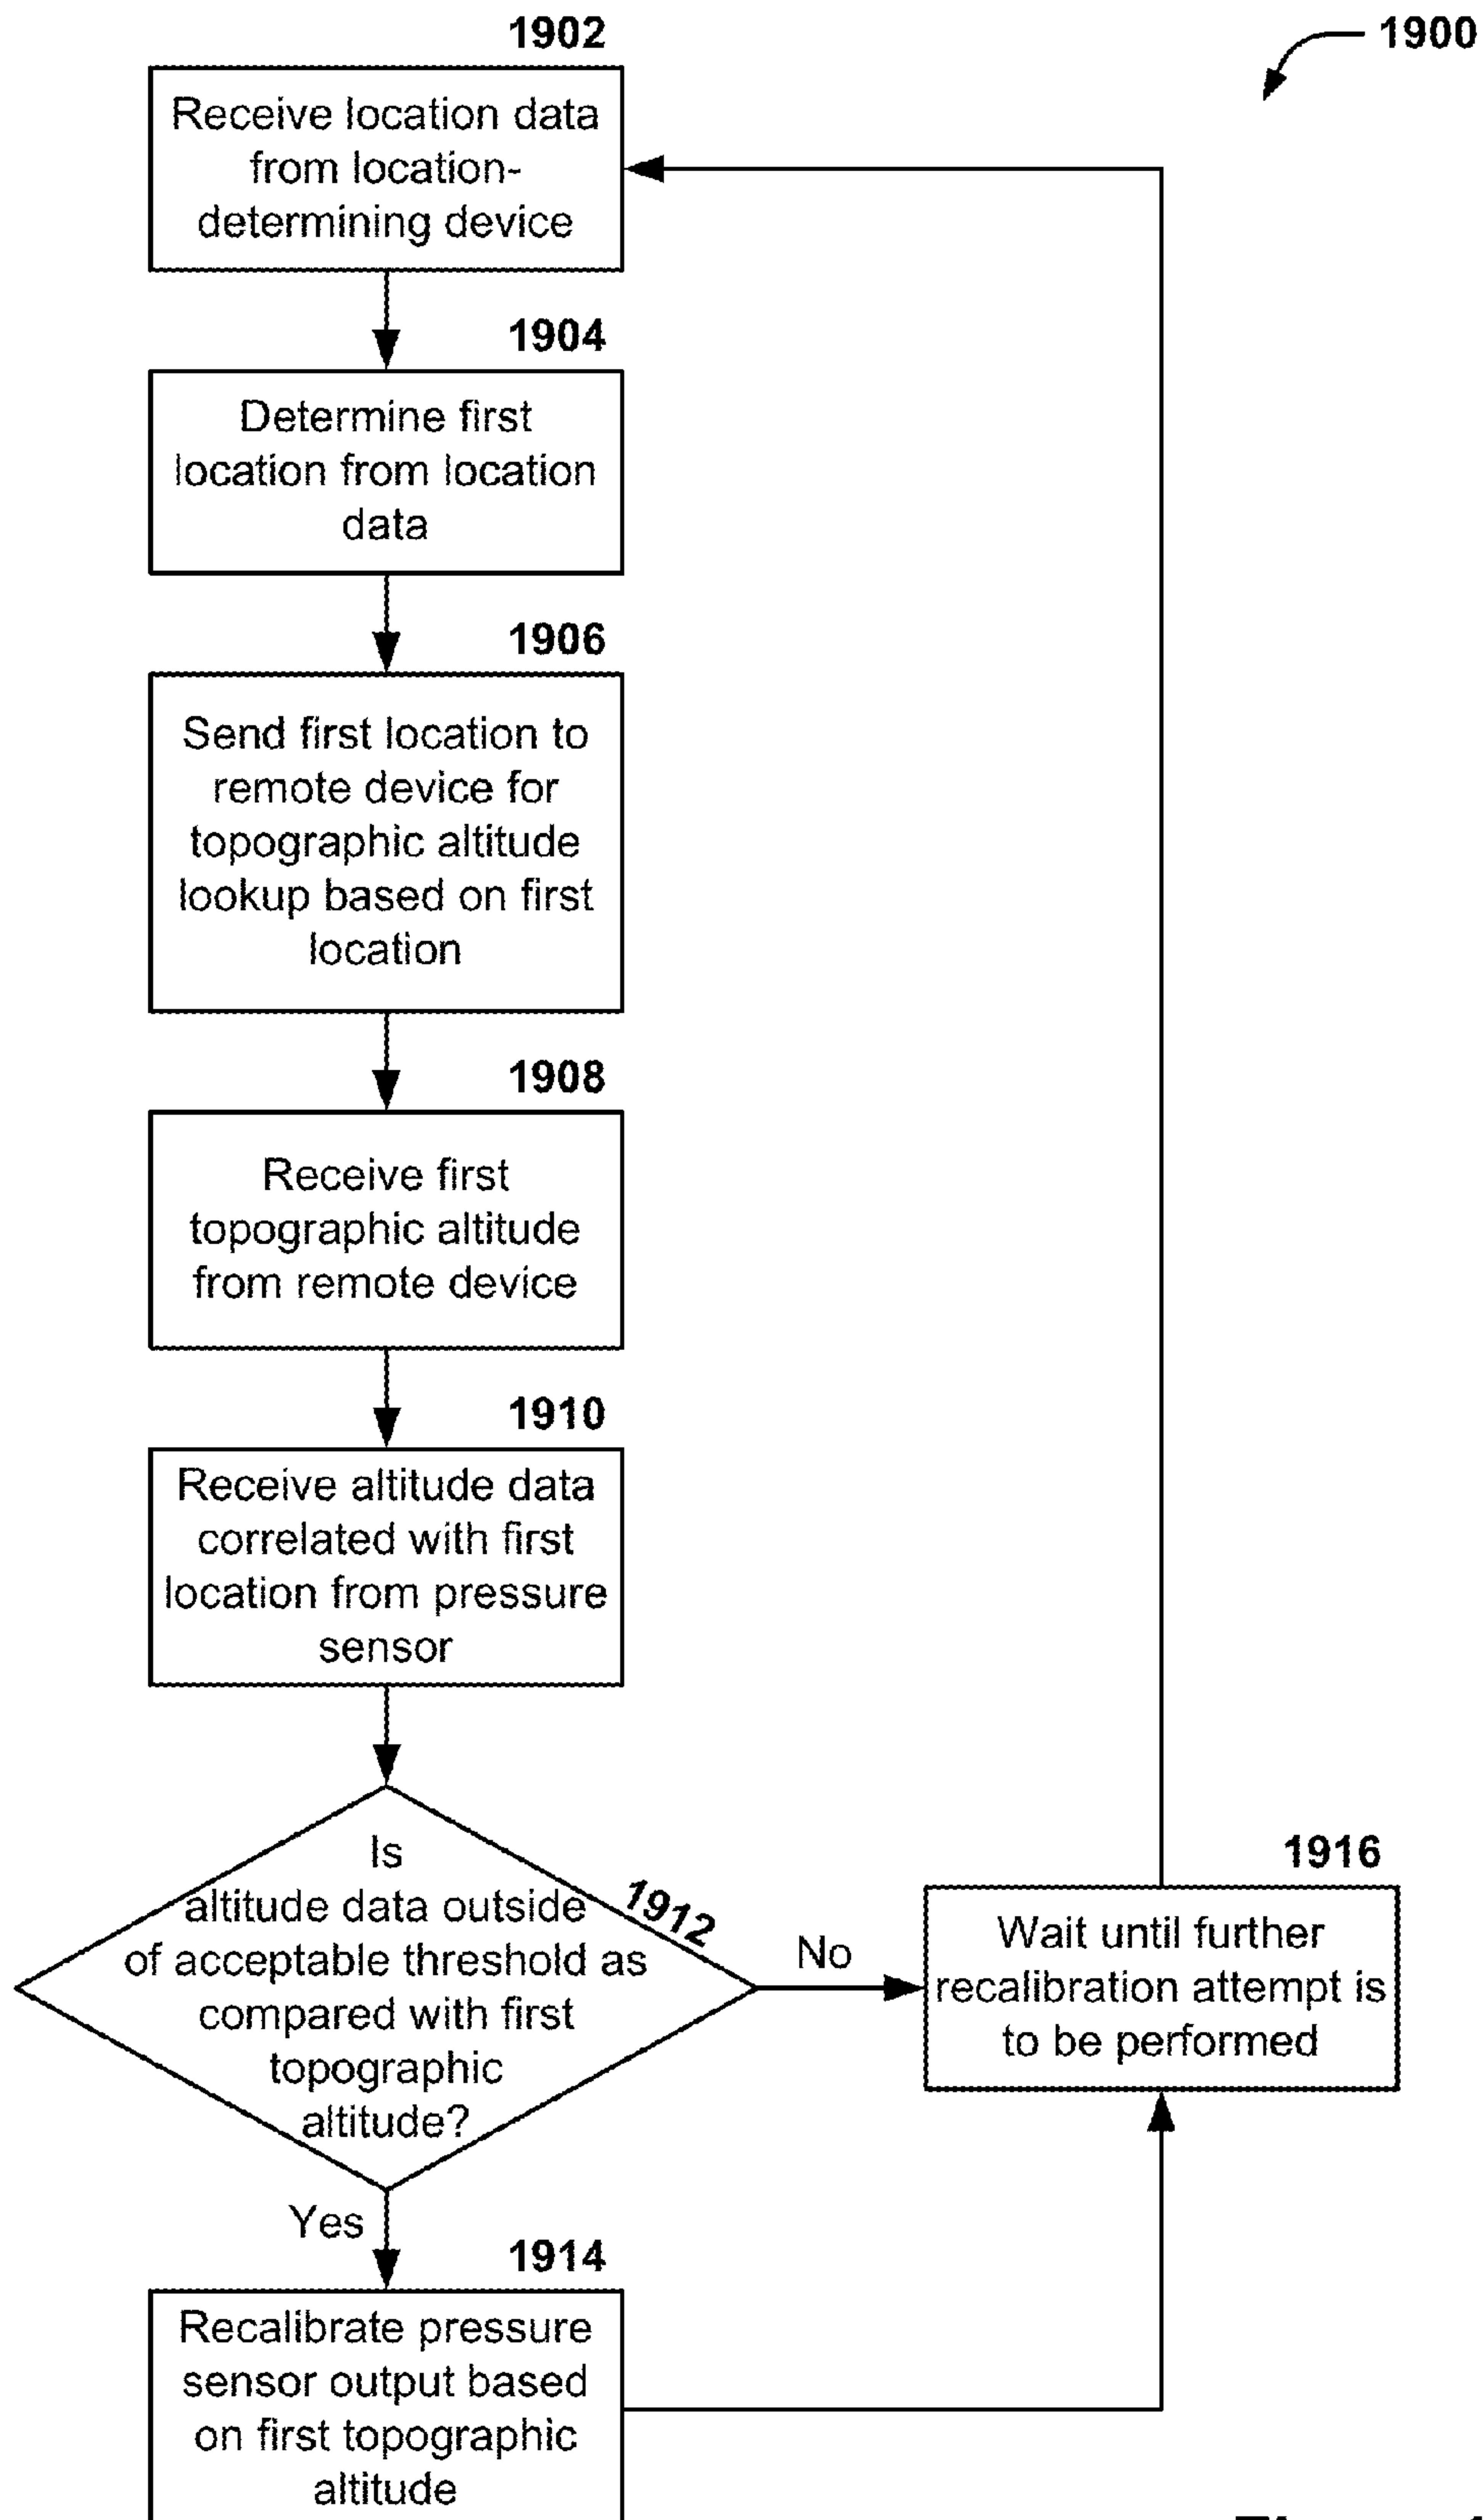 1902
1900
Receive location data
from location-
determining device
1904
Determine first
location from location
data
1906
Send first location to
remote device for
topographic altitude
lookup based on first
location
1908
Receive first
topographic altitude
from remote device
1910
Receive altitude data
correlated with first
location from pressure
sensor
Is
altitude data outside
of acceptable threshold as
compared with first
topographic
altitude?
1912
No
1916
Wait until further
recalibration attempt is
to be performed
Yes
1914
Recalibrate pressure
sensor output based
on first topographic
altitude